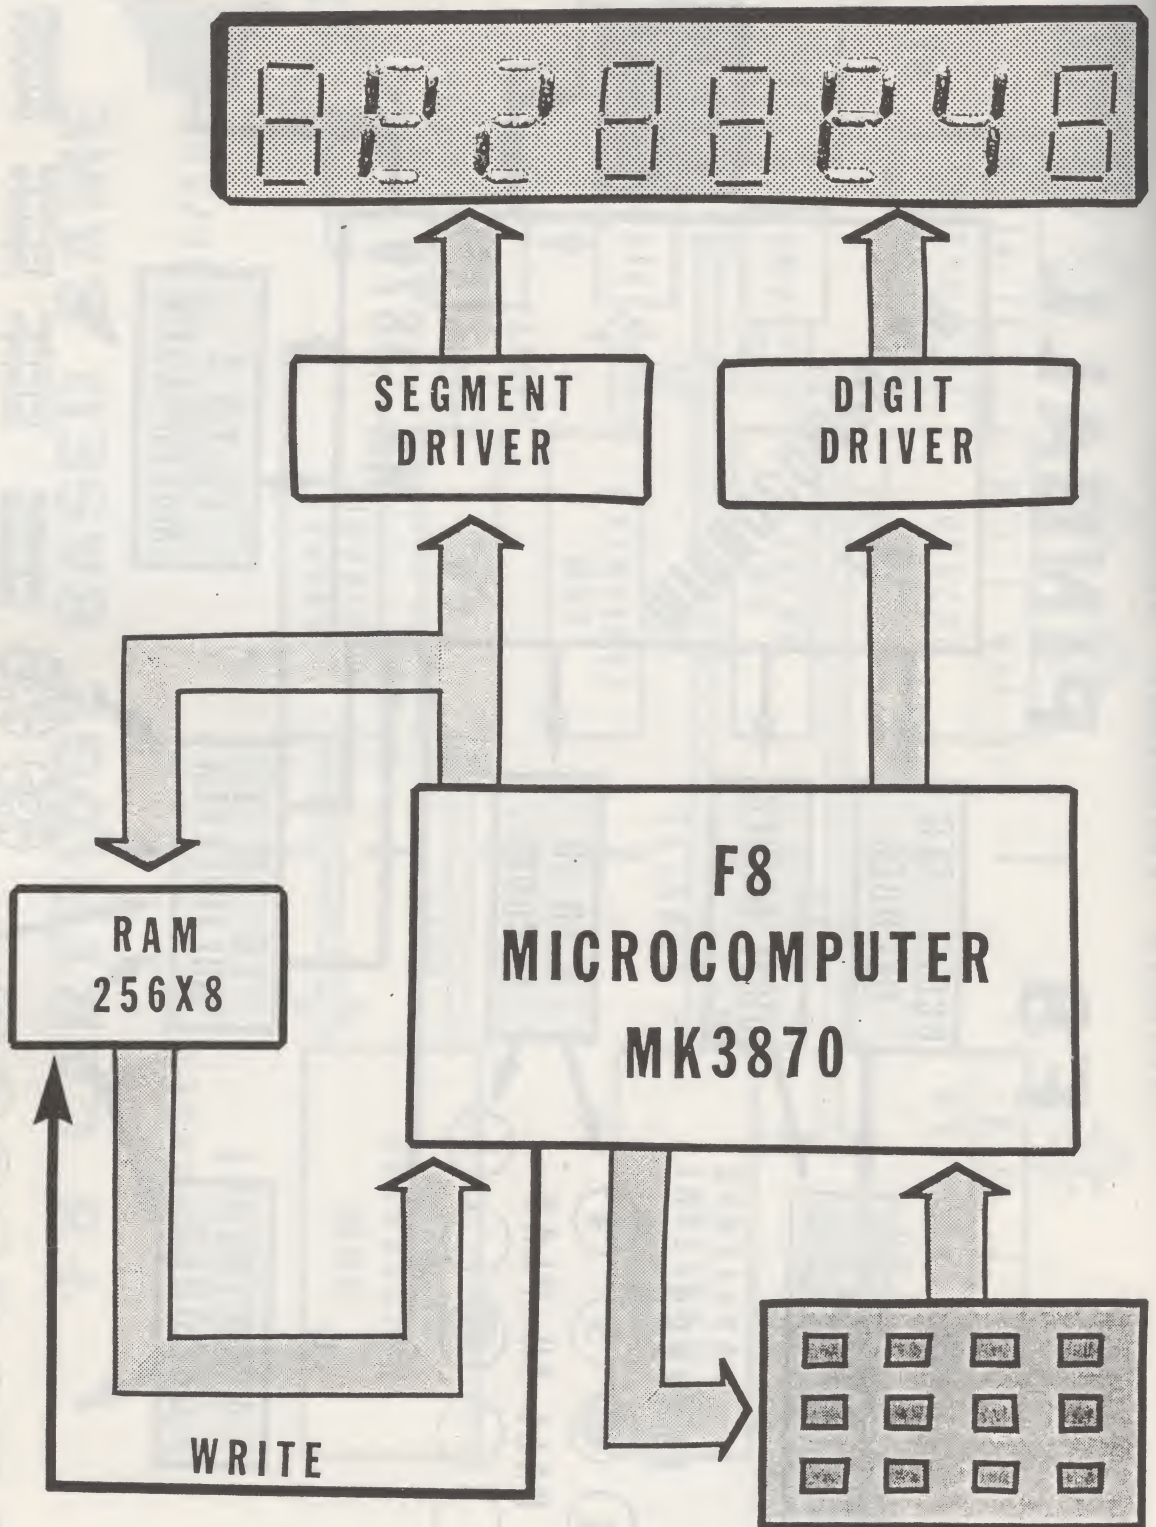 SEGMENT
DRIVER
DIGIT
DRIVER
F8
MICROCOMPUTER
MK3870
RAM
256X8
WRITE